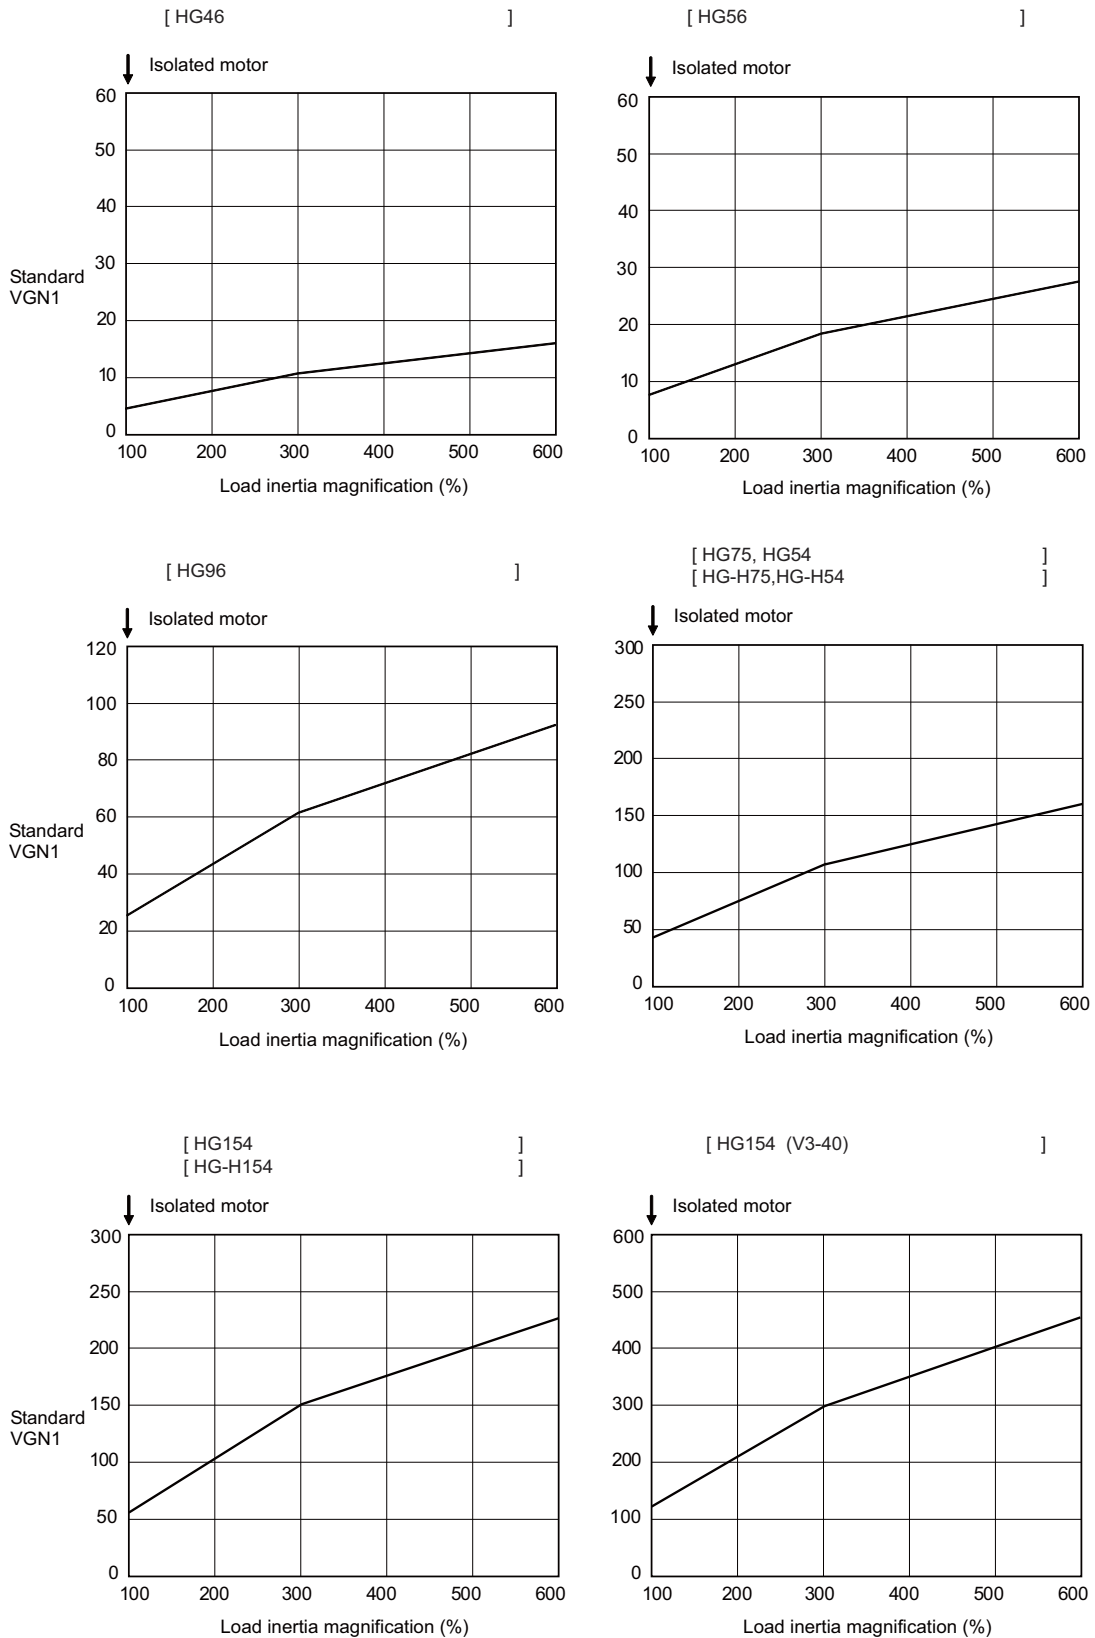 [ HG46 ]
Isolated motor
60
50
40
30
20
10
0
Standard
VGN1
100 200 300 400 500 600
Load inertia magnification (%)
[ HG56 ]
Isolated motor
60
50
40
30
20
10
0
100 200 300 400 500 600
Load inertia magnification (%)
[ HG96 ]
Isolated motor
120
100
80
60
40
20
0
Standard
VGN1
100 200 300 400 500 600
Load inertia magnification (%)
[ HG75, HG54 ]
[ HG-H75,HG-H54 ]
Isolated motor
300
250
200
150
100
50
0
100 200 300 400 500 600
Load inertia magnification (%)
[ HG154 ]
[ HG-H154 ]
Isolated motor
300
250
200
150
100
50
0
Standard
VGN1
100 200 300 400 500 600
Load inertia magnification (%)
[ HG154 (V3-40) ]
Isolated motor
600
500
400
300
200
100
0
100 200 300 400 500 600
Load inertia magnification (%)